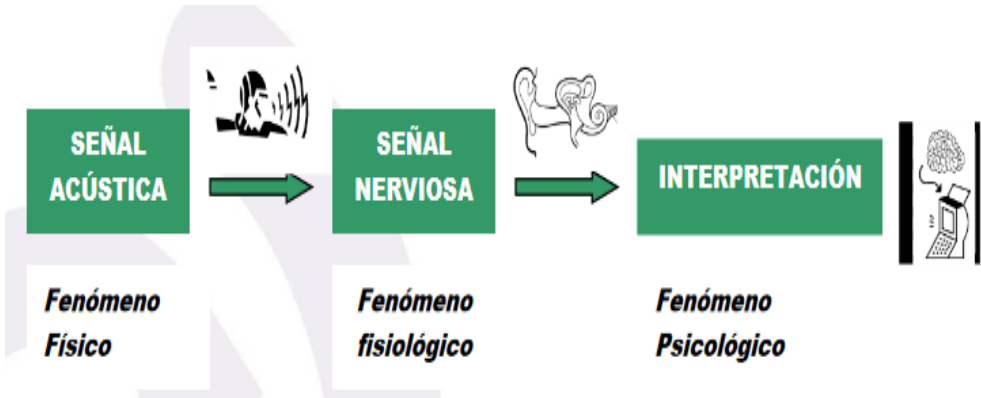 SEÑAL
ACÚSTICA
SEÑAL
NERVIOSA
INTERPRETACIÓN
Fenómeno
Físico
Fenómeno
fisiológico
Fenómeno
Psicológico